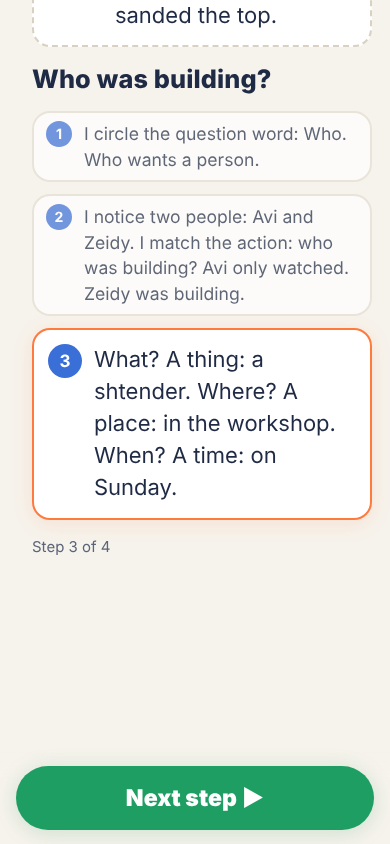 sanded the top.
Who was building?
1
I circle the question word: Who.
Who wants a person.
2
I notice two people: Avi and
Zeidy. I match the action: who
was building? Avi only watched.
Zeidy was building.
3
What? A thing: a
shtender. Where? A
place: in the workshop.
When? A time: on
Sunday.
Step 3 of 4
Next step ▶